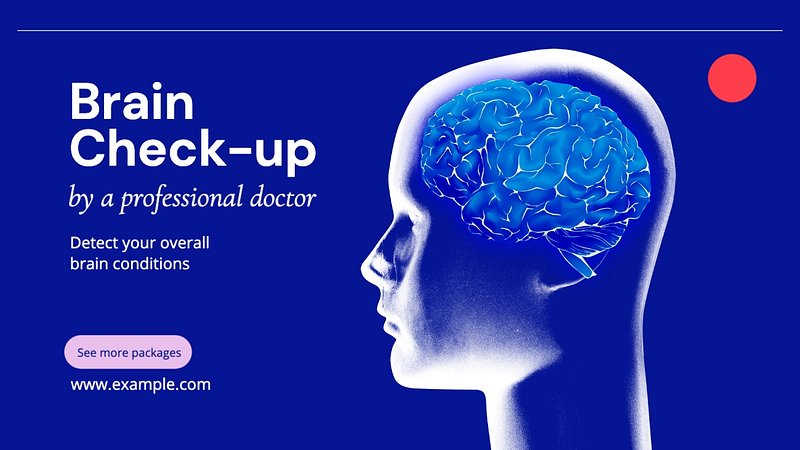 Brain
Check-up
by a professional doctor
Detect your overall
brain conditions
See more packages
www.example.com